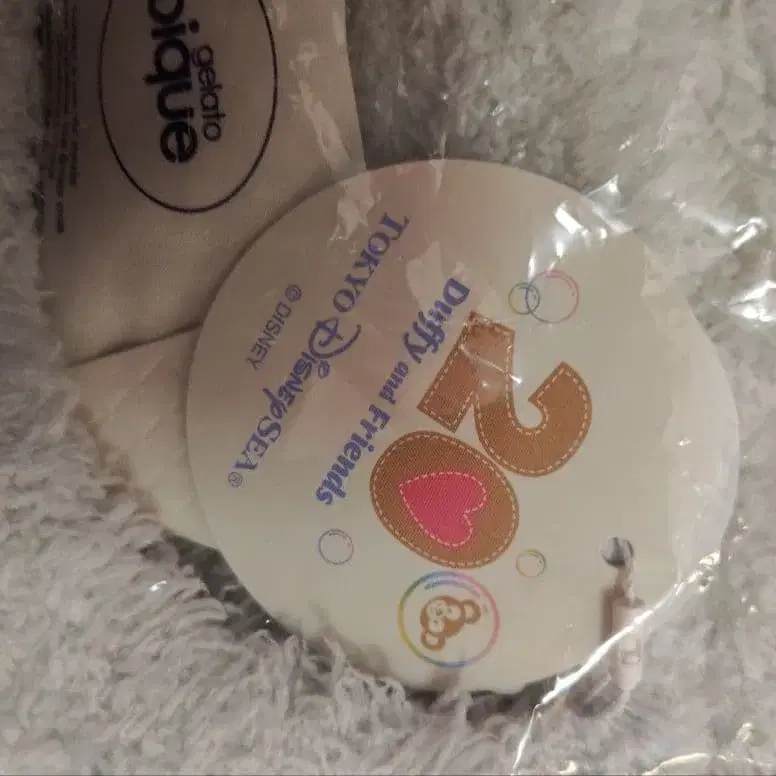 gelato
pique
20
Duffy and Friends
TOKYO DISNEYSEA®
© DISNEY